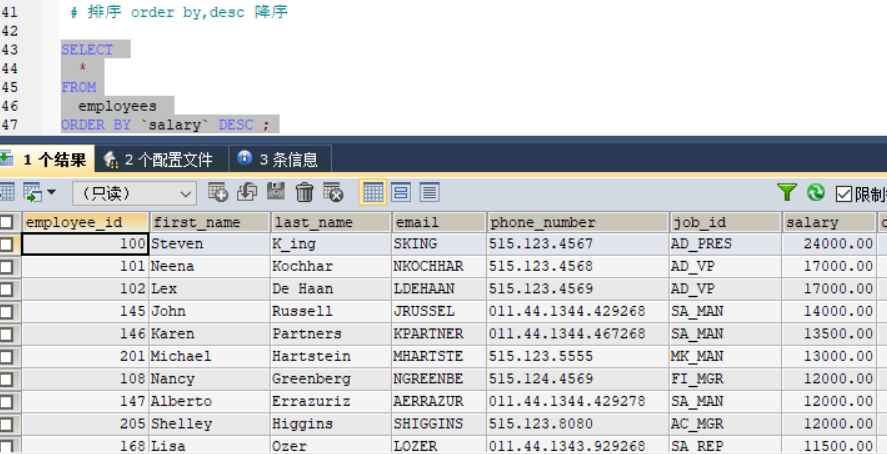 41 # 排序 order by,desc 降序
42
43 SELECT
44 *
45 FROM
46 employees
47 ORDER BY `salary` DESC ;
1 个结果 2 个配置文件 3 条信息
(只读) 限制
employee_id first_name last_name email phone_number job_id salary
100 Steven K_ing SKING 515.123.4567 AD_PRES 24000.00
101 Neena Kochhar NKOCHHAR 515.123.4568 AD_VP 17000.00
102 Lex De Haan LDEHAAN 515.123.4569 AD_VP 17000.00
145 John Russell JRUSSEL 011.44.1344.429268 SA_MAN 14000.00
146 Karen Partners KPARTNER 011.44.1344.467268 SA_MAN 13500.00
201 Michael Hartstein MHARTSTE 515.123.5555 MK_MAN 13000.00
108 Nancy Greenberg NGREENBE 515.124.4569 FI_MGR 12000.00
147 Alberto Errazuriz AERRAZUR 011.44.1344.429278 SA_MAN 12000.00
205 Shelley Higgins SHIGGINS 515.123.8080 AC_MGR 12000.00
168 Lisa Ozer LOZER 011.44.1343.929268 SA_REP 11500.00